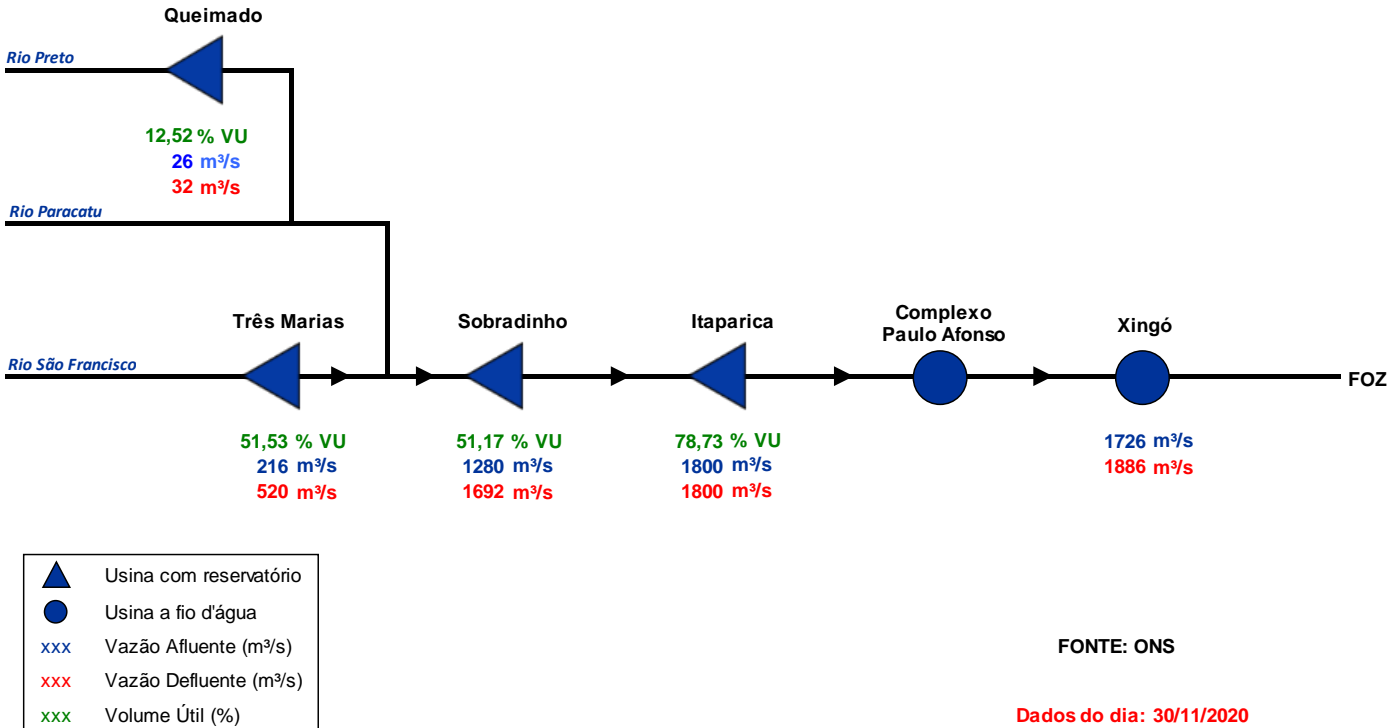 Queimado
Rio Preto
12,52 % VU
26 m³/s
32 m³/s
Rio Paracatu
Três Marias
Sobradinho
Itaparica
Complexo
Paulo Afonso
Xingó
Rio São Francisco
FOZ
51,53 % VU
216 m³/s
520 m³/s
51,17 % VU
1280 m³/s
1692 m³/s
78,73 % VU
1800 m³/s
1800 m³/s
1726 m³/s
1886 m³/s
Usina com reservatório
Usina a fio d'água
xxx Vazão Afluente (m³/s)
xxx Vazão Defluente (m³/s)
xxx Volume Útil (%)
FONTE: ONS
Dados do dia: 30/11/2020